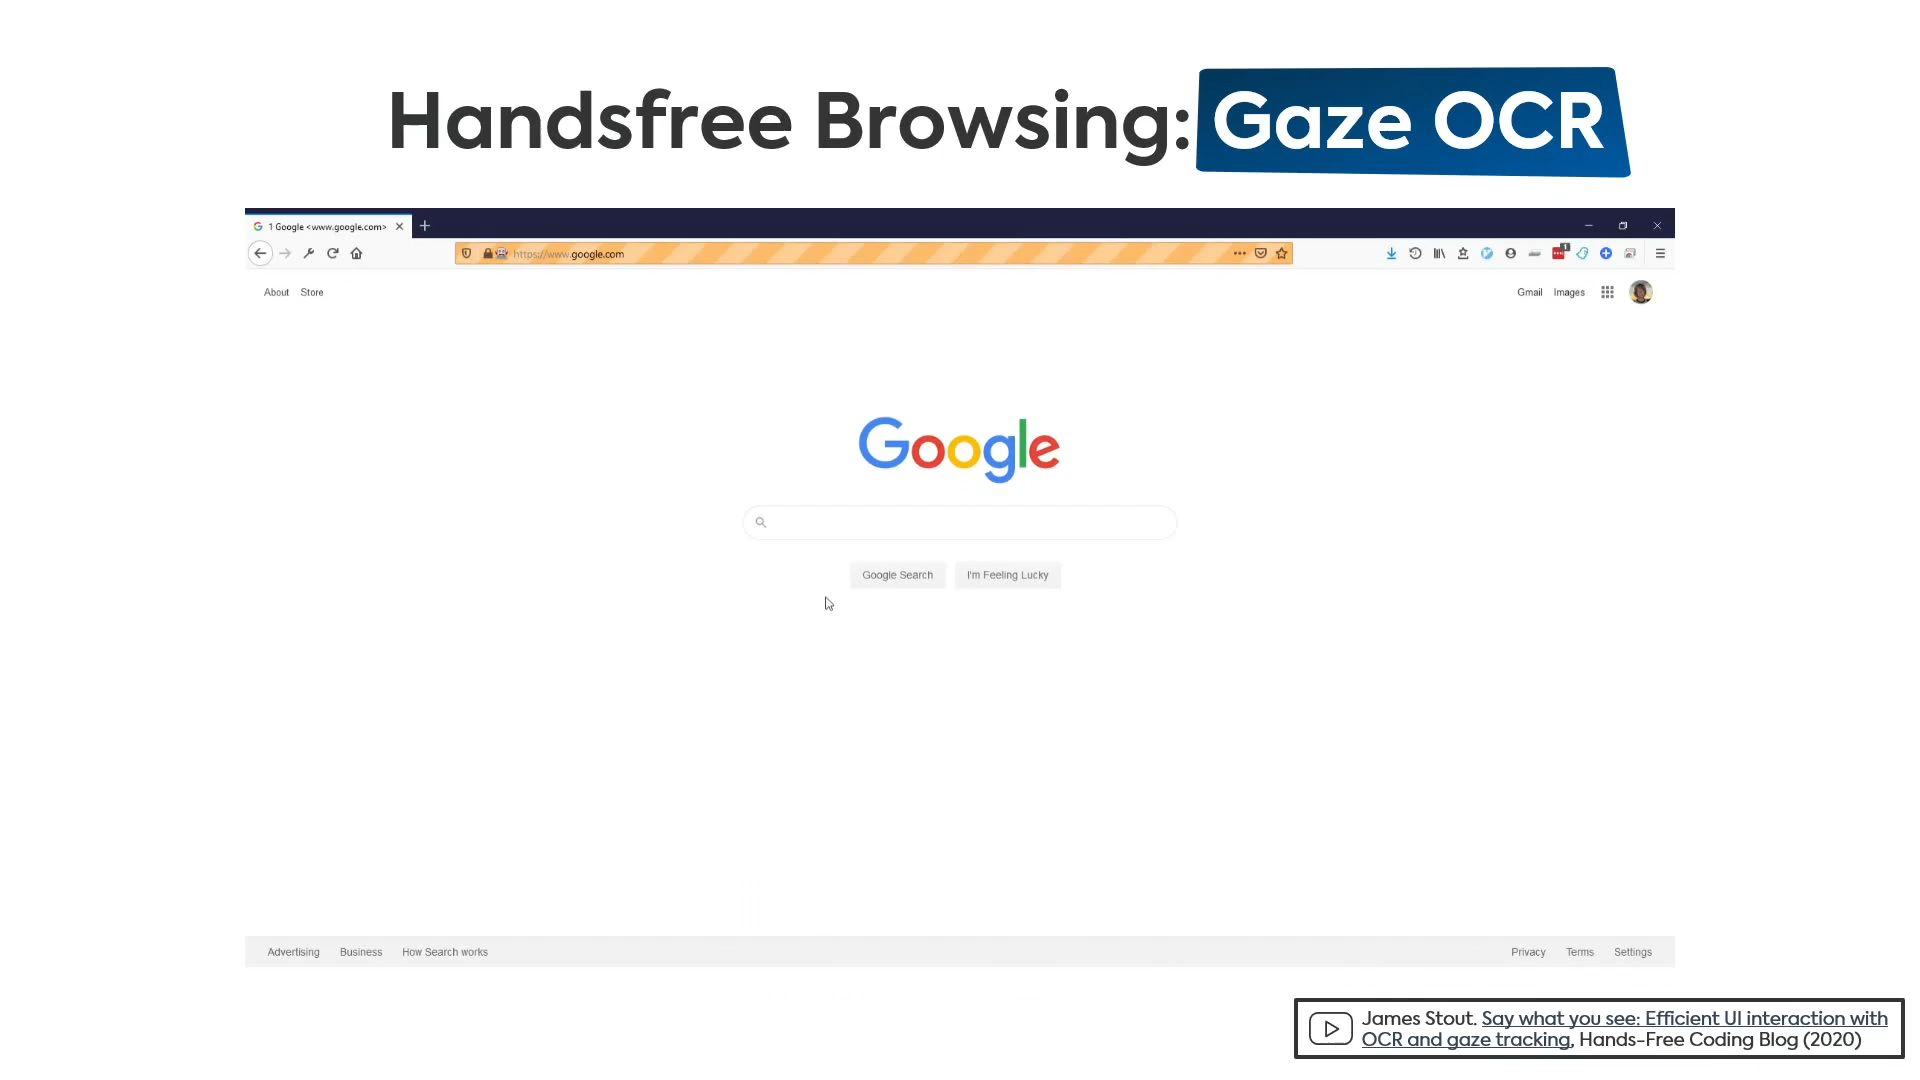 Handsfree Browsing: Gaze OCR
1 Google <www.google.com>
https://www.google.com
1
About Store
Gmail Images
Google
Google Search I'm Feeling Lucky
Advertising Business How Search works
Privacy Terms Settings
James Stout. Say what you see: Efficient UI interaction with
OCR and gaze tracking, Hands-Free Coding Blog (2020)